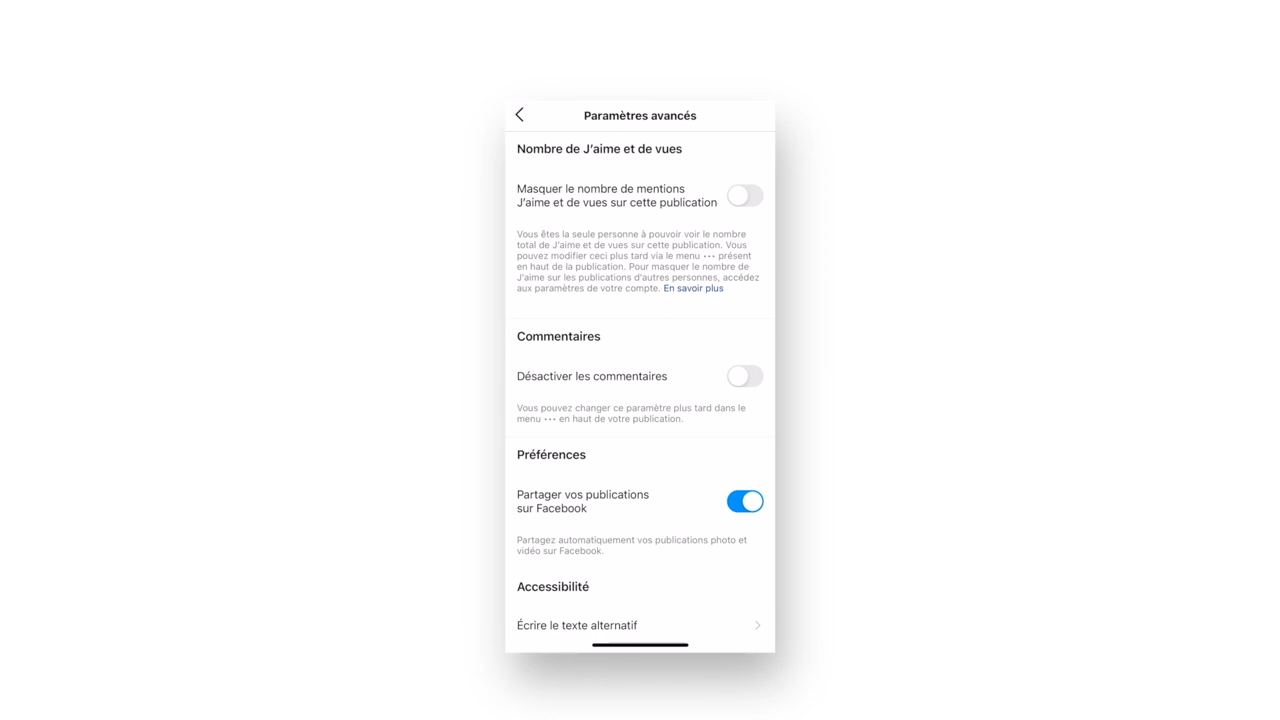 Paramètres avancés
Nombre de J'aime et de vues
Masquer le nombre de mentions
J'aime et de vues sur cette publication
Vous êtes la seule personne à pouvoir voir le nombre
total de J'aime et de vues sur cette publication. Vous
pouvez modifier ceci plus tard via le menu ··· présent
en haut de la publication. Pour masquer le nombre de
J'aime sur les publications d'autres personnes, accédez
aux paramètres de votre compte. En savoir plus
Commentaires
Désactiver les commentaires
Vous pouvez changer ce paramètre plus tard dans le
menu ··· en haut de votre publication.
Préférences
Partager vos publications
sur Facebook
Partagez automatiquement vos publications photo et
vidéo sur Facebook.
Accessibilité
Écrire le texte alternatif